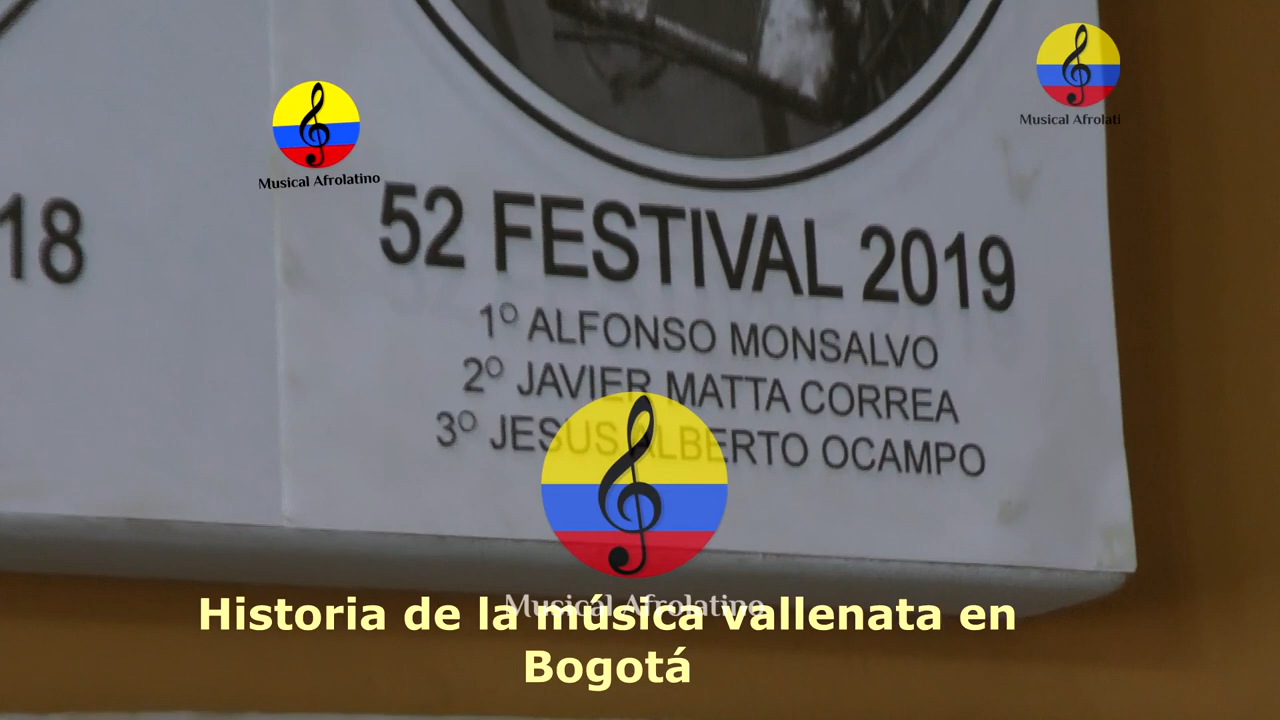 Musical Afrolati
Musical Afrolatino
18
52 FESTIVAL 2019
1º ALFONSO MONSALVO
2º JAVIER MATTA CORREA
3º JESUS ALBERTO OCAMPO
Musical Afrolatino
Historia de la música vallenata en
Bogotá